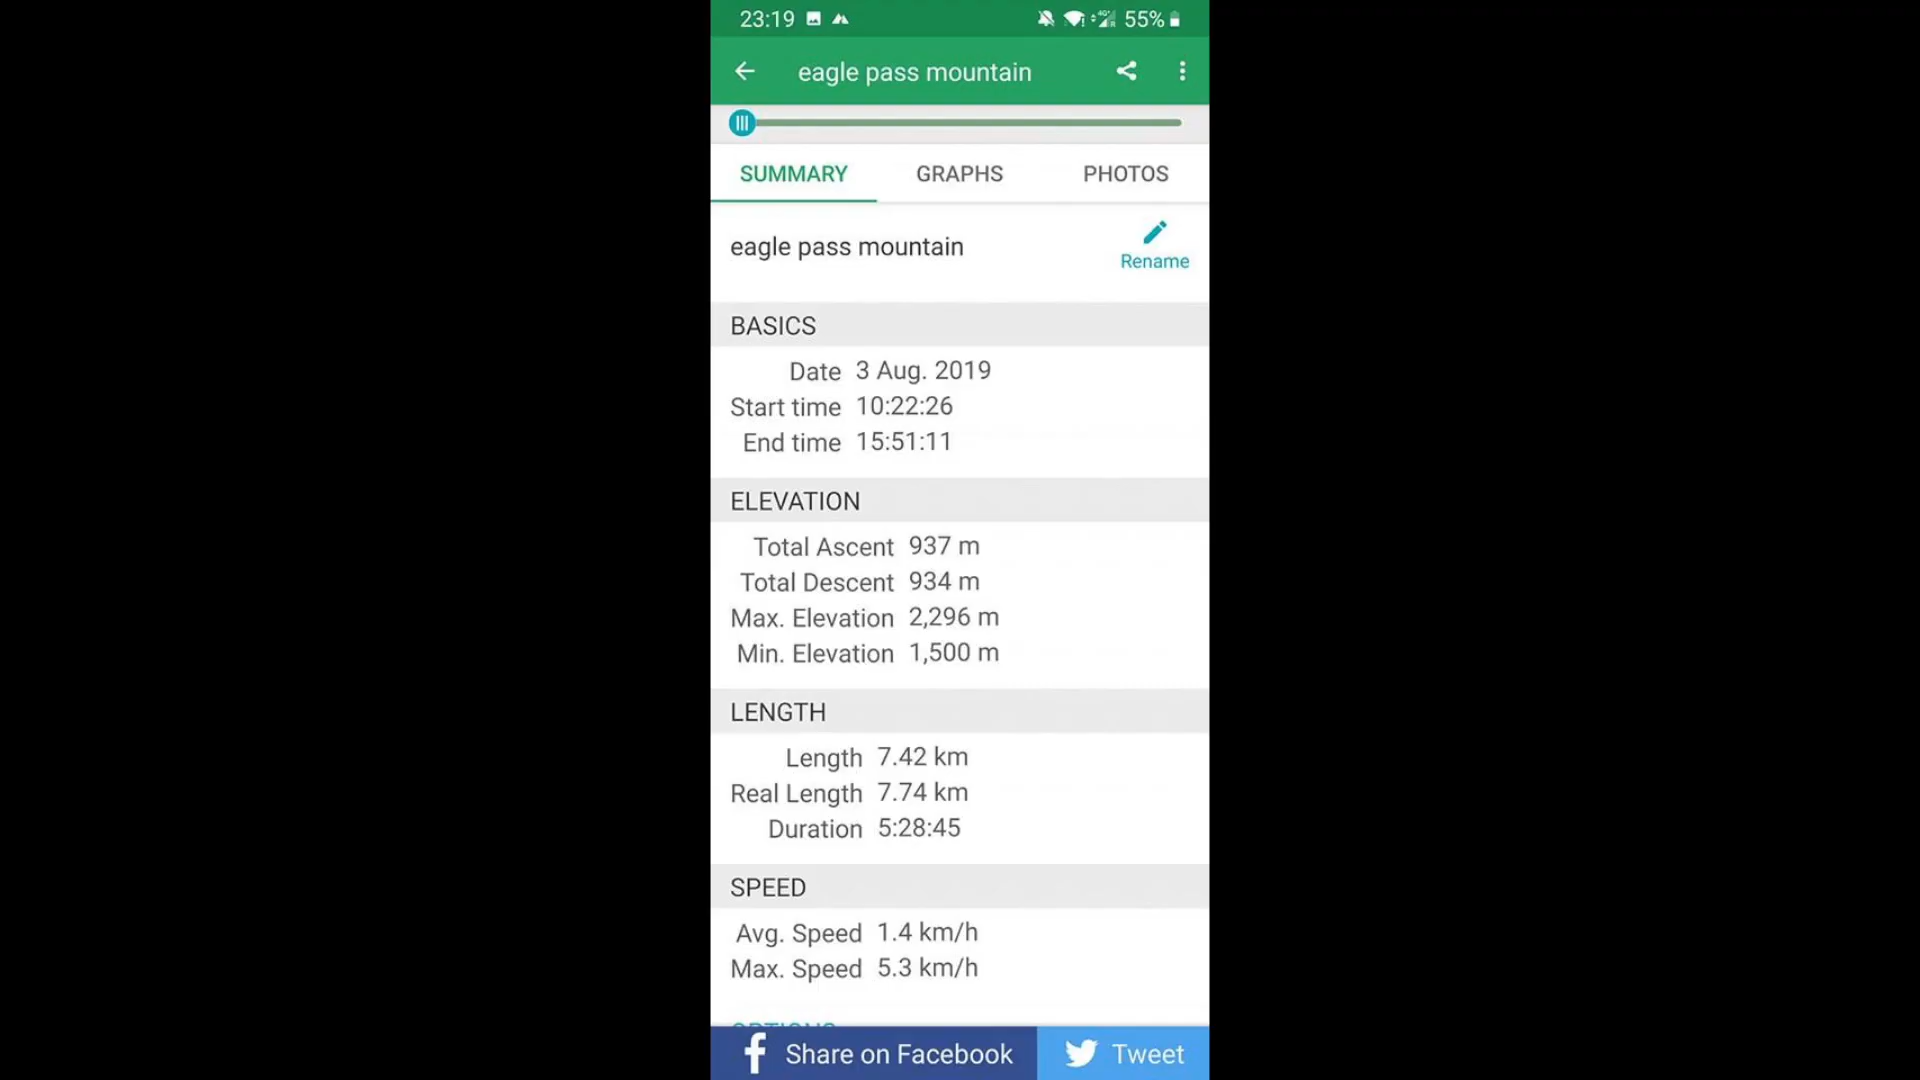 23:19 55%
eagle pass mountain
SUMMARY GRAPHS PHOTOS
eagle pass mountain
Rename
BASICS
Date 3 Aug. 2019
Start time 10:22:26
End time 15:51:11
ELEVATION
Total Ascent 937 m
Total Descent 934 m
Max. Elevation 2,296 m
Min. Elevation 1,500 m
LENGTH
Length 7.42 km
Real Length 7.74 km
Duration 5:28:45
SPEED
Avg. Speed 1.4 km/h
Max. Speed 5.3 km/h
OPTIONS
Share on Facebook Tweet